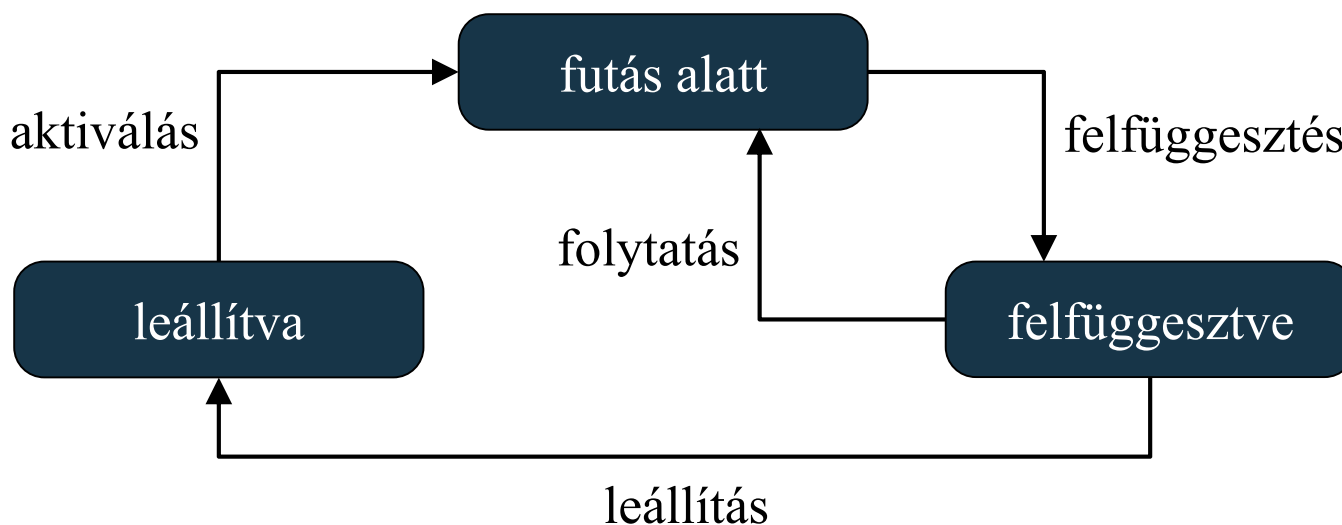 futás alatt
aktiválás
felfüggesztés
folytatás
leállítva
felfüggesztve
leállítás